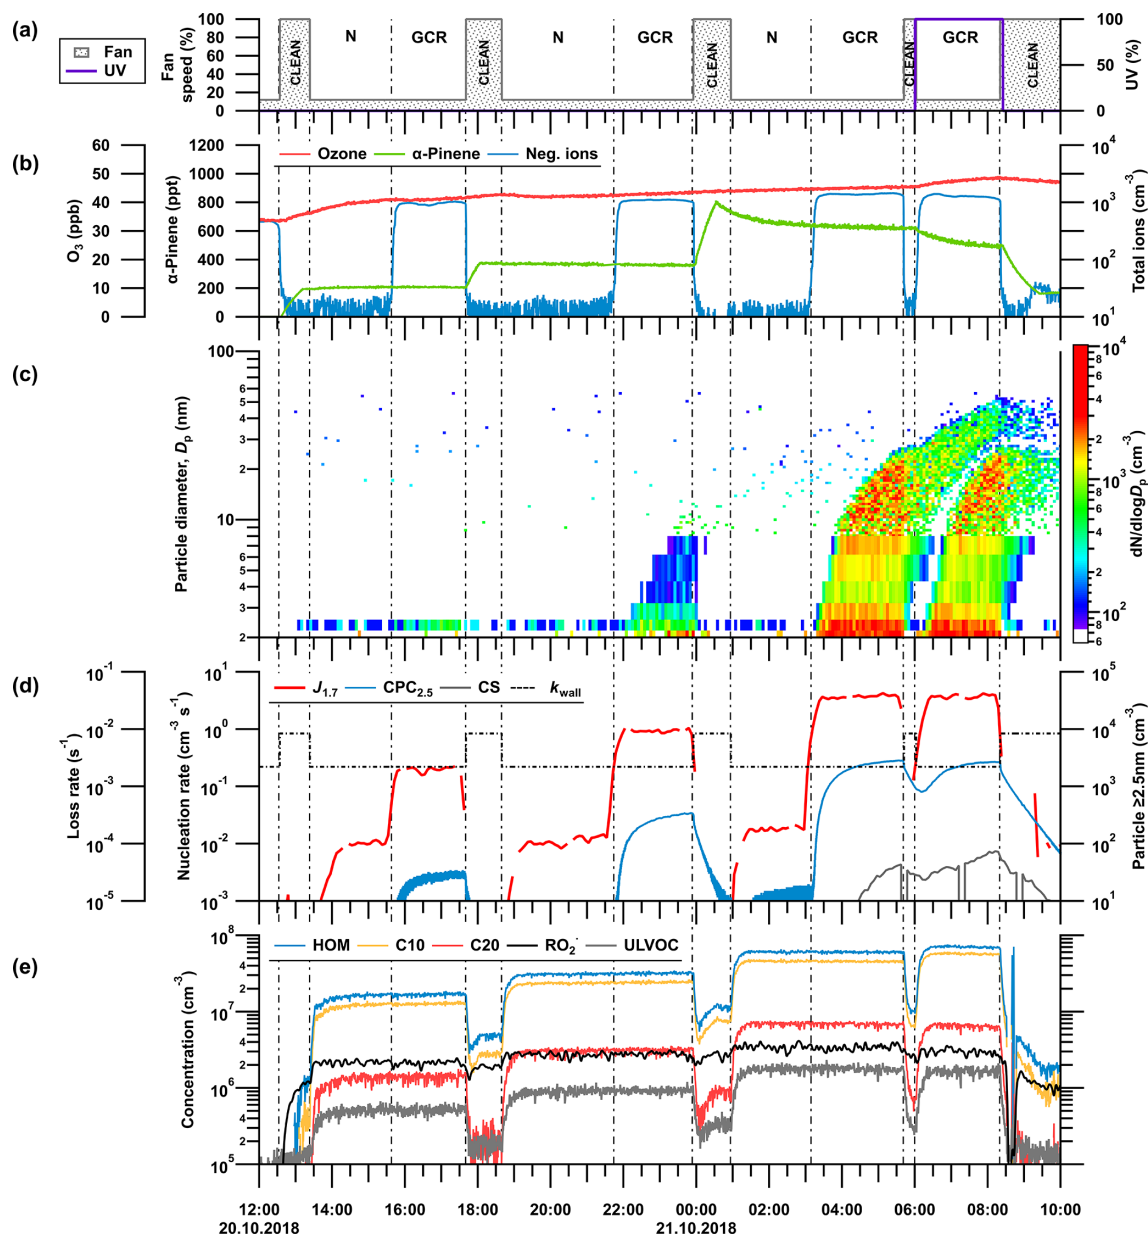 (a)
Fan
UV
Fan speed (%)
100
80
60
40
20
0
CLEAN
N
GCR
CLEAN
N
GCR
CLEAN
N
GCR
CLEAN
GCR
CLEAN
100
50
0
UV (%)
(b)
O3 (ppb)
60
50
40
30
20
10
0
α-Pinene (ppt)
1200
1000
800
600
400
200
0
Ozone α-Pinene Neg. ions
10^4
10^3
10^2
10^1
Total ions (cm^-3)
(c)
Particle diameter, Dp (nm)
100
6
5
4
3
2
10
6
5
4
3
2
10^4
8
6
4
2
10^3
8
6
4
2
10^2
8
6
dN/dlogDp (cm^-3)
(d)
Loss rate (s^-1)
10^-1
10^-2
10^-3
10^-4
10^-5
Nucleation rate (cm^-3 s^-1)
10^1
10^0
10^-1
10^-2
10^-3
J1.7 CPC2.5 CS kwall
10^5
10^4
10^3
10^2
10^1
Particle ≥2.5nm (cm^-3)
(e)
Concentration (cm^-3)
10^8
4
2
10^7
4
2
10^6
4
2
10^5
HOM C10 C20 RO2· ULVOC
12:00 14:00 16:00 18:00 20:00 22:00 00:00 02:00 04:00 06:00 08:00 10:00
20.10.2018 21.10.2018